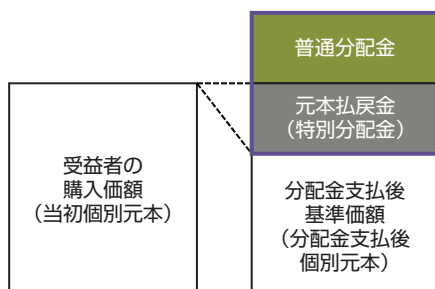 普通分配金
元本払戻金
（特別分配金）
受益者の
購入価額
（当初個別元本）
分配金支払後
基準価額
（分配金支払後
個別元本）